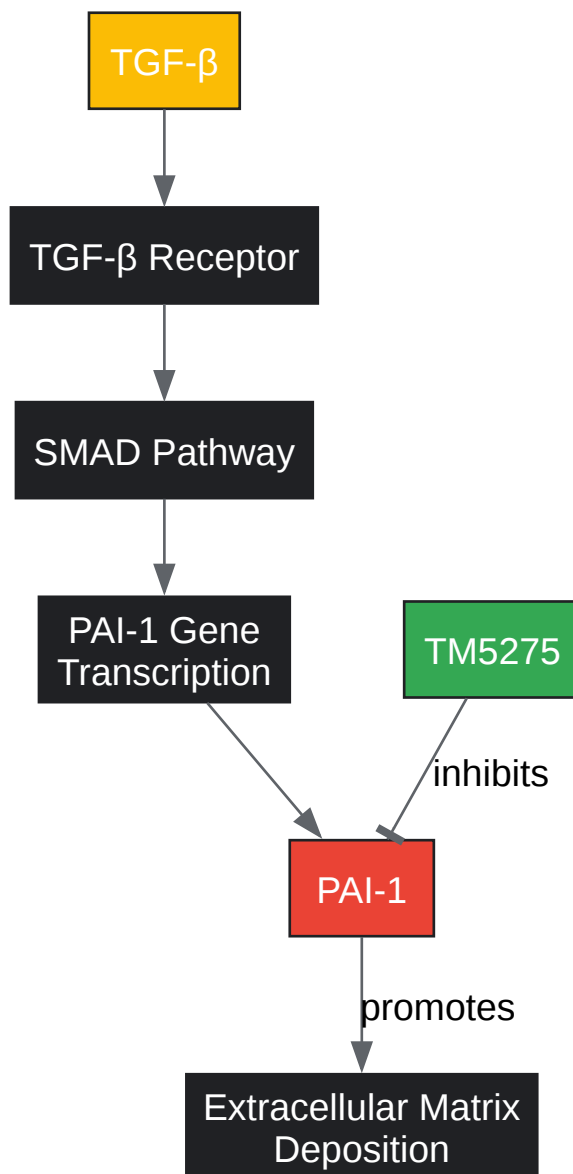 TGF-β
TGF-β Receptor
SMAD Pathway
PAI-1 Gene
Transcription
TM5275
inhibits
PAI-1
promotes
Extracellular Matrix
Deposition